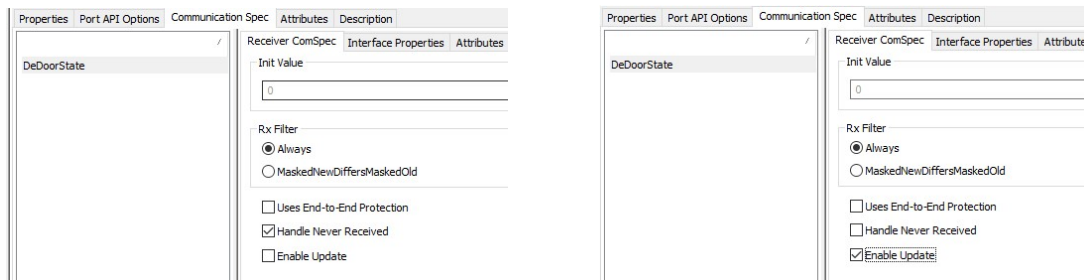 Properties Port API Options Communication Spec Attributes Description
/
DeDoorState
Receiver ComSpec Interface Properties Attributes
Init Value
0
Rx Filter
Always
MaskedNewDiffersMaskedOld
Uses End-to-End Protection
Handle Never Received
Enable Update
Properties Port API Options Communication Spec Attributes Description
/
DeDoorState
Receiver ComSpec Interface Properties Attribute
Init Value
0
Rx Filter
Always
MaskedNewDiffersMaskedOld
Uses End-to-End Protection
Handle Never Received
Enable Update